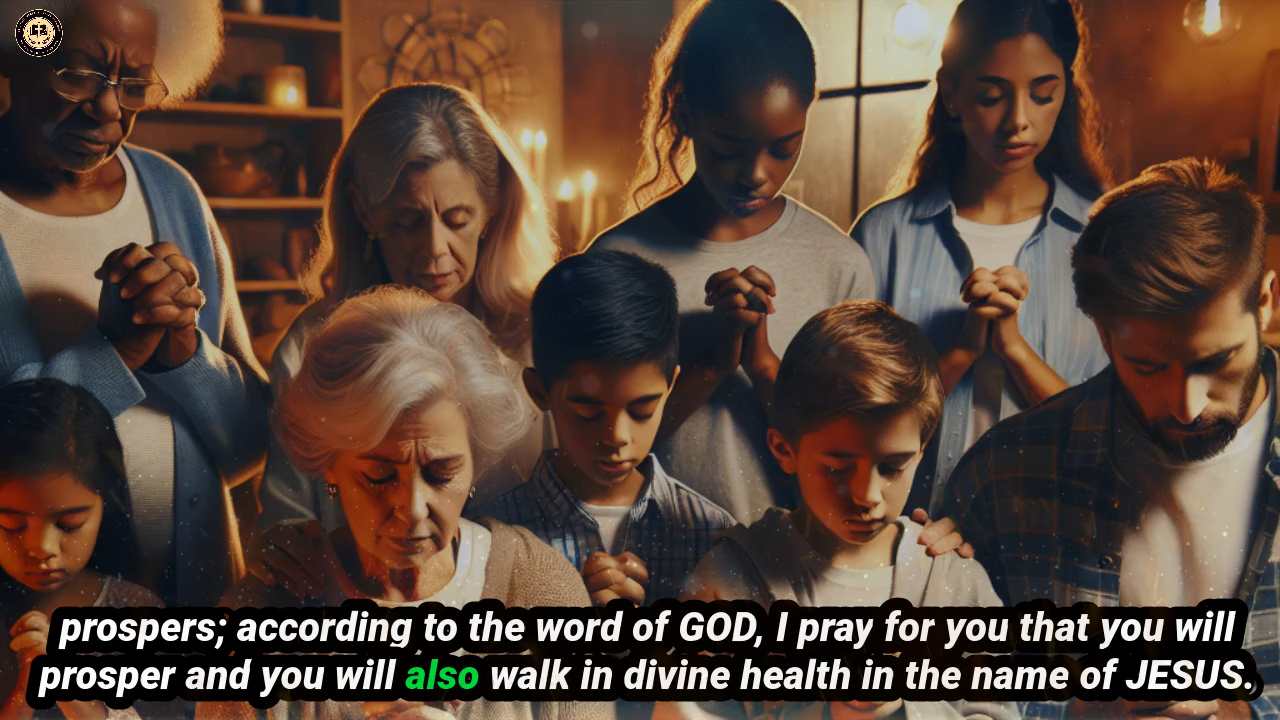 prospers; according to the word of GOD, I pray for you that you will
prosper and you will also walk in divine health in the name of JESUS.